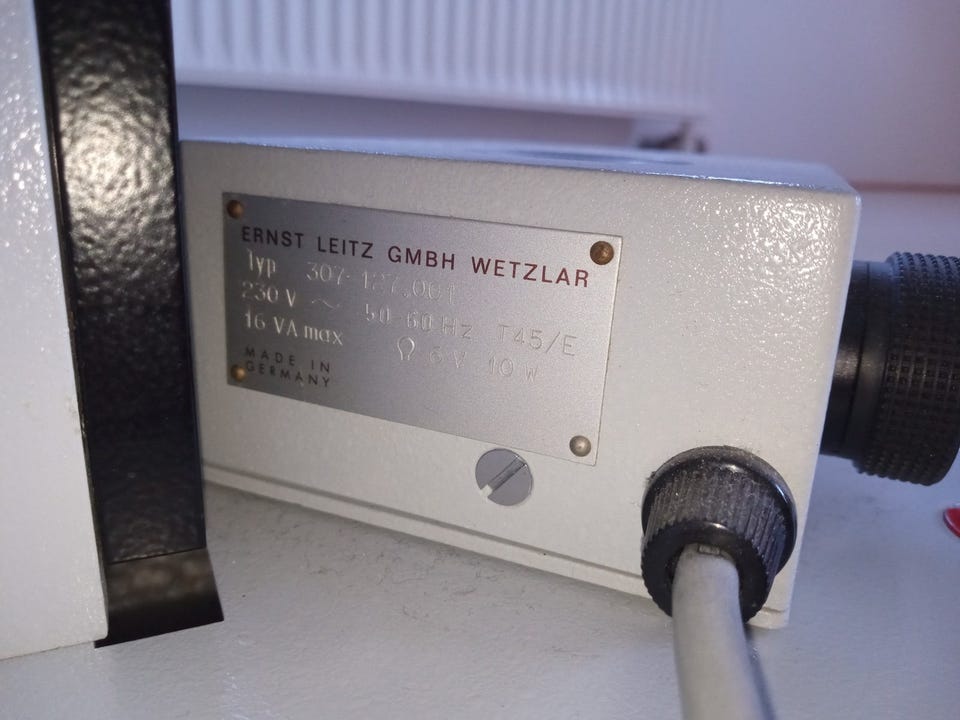 ERNST LEITZ GMBH WETZLAR
Typ 307-127.001
230 V ~ 50-60 Hz T45/E
16 VA max 6 V 10 W
MADE IN
GERMANY